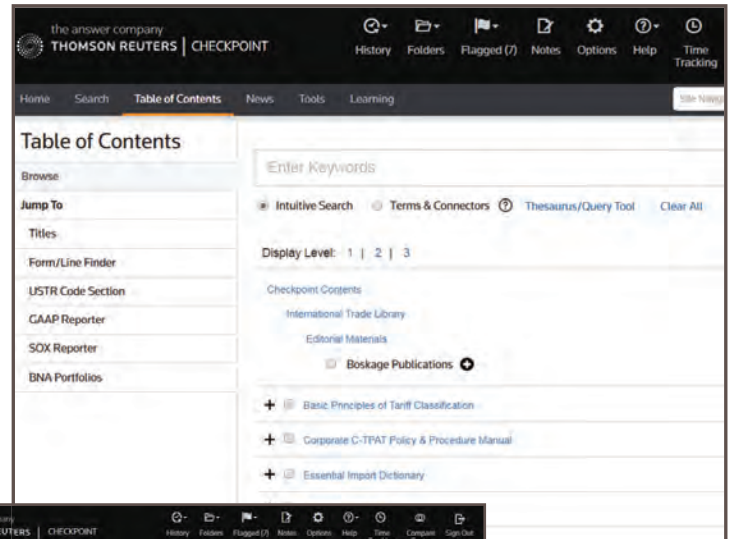 the answer company
THOMSON REUTERS | CHECKPOINT
History Folders Flagged (7) Notes Options Help Time Tracking
Home Search Table of Contents News Tools Learning
Table of Contents
Browse
Jump To
Titles
Form/Line Finder
USTR Code Section
GAAP Reporter
SOX Reporter
BNA Portfolios
Enter Keywords
Intuitive Search Terms & Connectors Thesaurus/Query Tool Clear All
Display Level: 1 | 2 | 3
Checkpoint Contents
International Trade Library
Editorial Materials
Boskage Publications
Basic Principles of Tariff Classification
Corporate C-TPAT Policy & Procedure Manual
Essential Import Dictionary
CHECKPOINT
History Folders Flagged (7) Notes Options Help Time Compare Sign Out